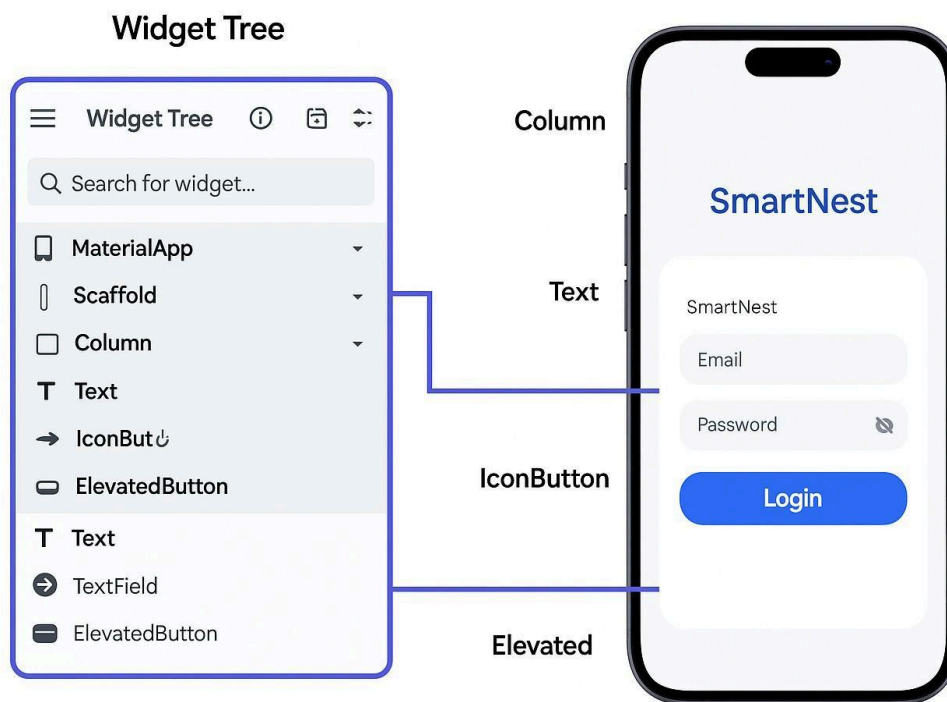 Widget Tree
Widget Tree
Search for widget...
MaterialApp
Scaffold
Column
Text
IconBut
ElevatedButton
Text
TextField
ElevatedButton
Column
Text
IconButton
Elevated
SmartNest
SmartNest
Email
Password
Login